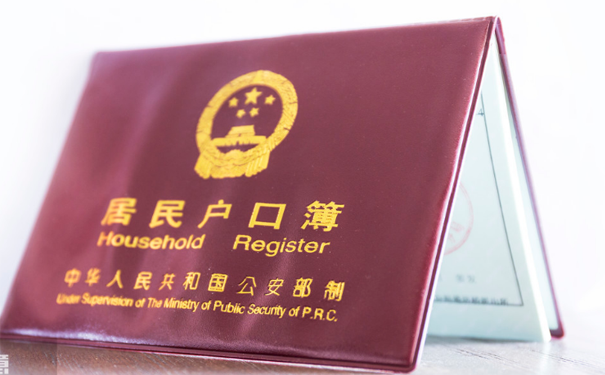 居民户口簿
Household Register
中华人民共和国公安部制
Under Supervision of The Ministry of Public Security of P.R.C.